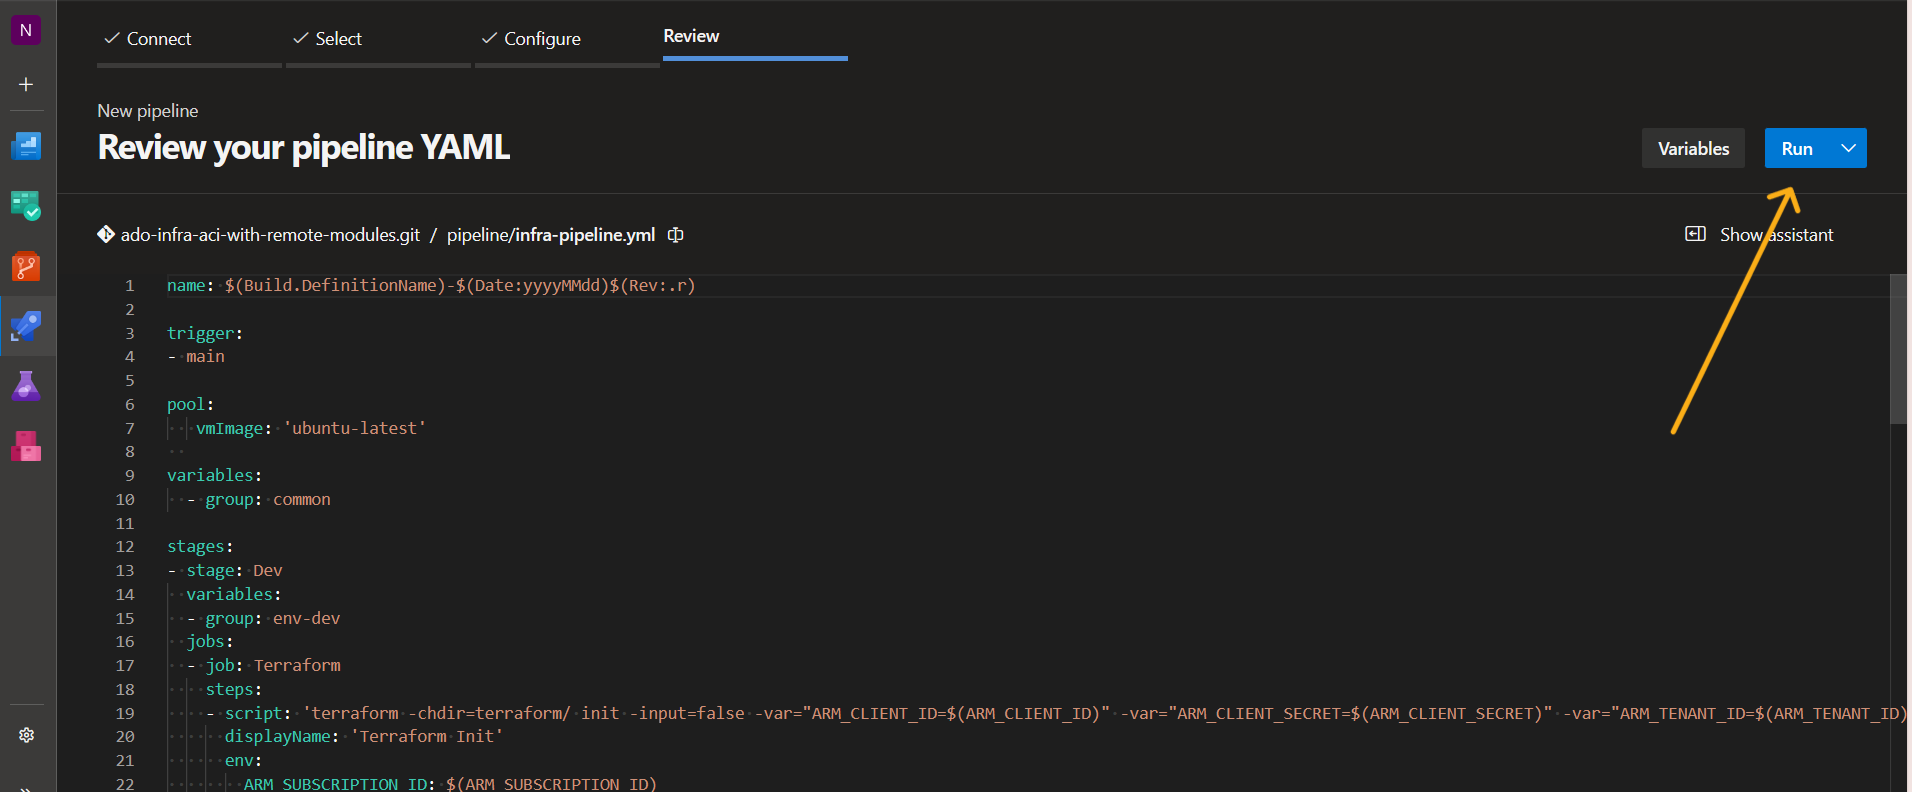 N
Connect
Select
Configure
Review
New pipeline
Review your pipeline YAML
Variables
Run
ado-infra-aci-with-remote-modules.git / pipeline/infra-pipeline.yml
Show assistant
1 name: $(Build.DefinitionName)-$(Date:yyyyMMdd)$(Rev:.r)
2
3 trigger:
4 - main
5
6 pool:
7 vmImage: 'ubuntu-latest'
8
9 variables:
10 - group: common
11
12 stages:
13 - stage: Dev
14 variables:
15 - group: env-dev
16 jobs:
17 - job: Terraform
18 steps:
19 - script: 'terraform -chdir=terraform/ init -input=false -var="ARM_CLIENT_ID=$(ARM_CLIENT_ID)" -var="ARM_CLIENT_SECRET=$(ARM_CLIENT_SECRET)" -var="ARM_TENANT_ID=$(ARM_TENANT_ID)
20 displayName: 'Terraform Init'
21 env:
22 ARM_SUBSCRIPTION_ID: $(ARM_SUBSCRIPTION_ID)